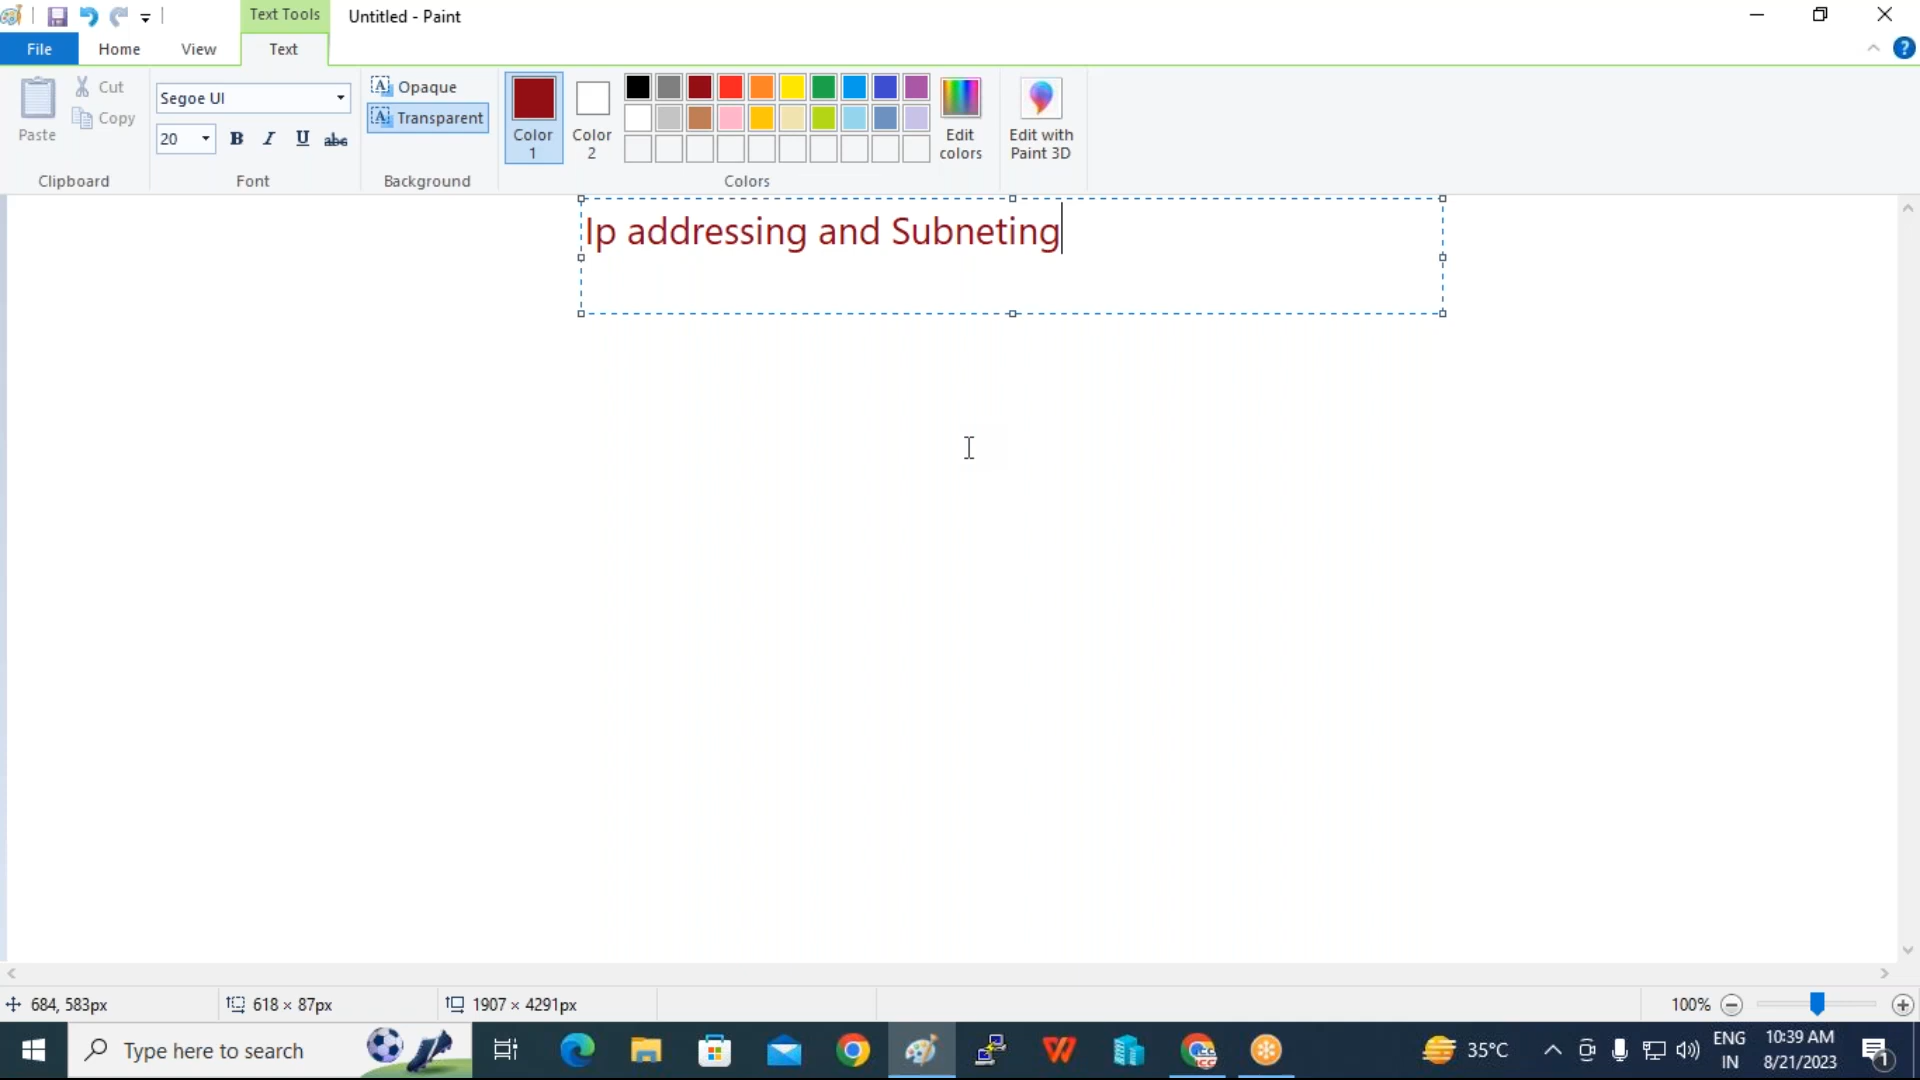 Text Tools
Untitled - Paint
File
Home
View
Text
Paste
Cut
Copy
Clipboard
Segoe UI
20
B I U abc
Font
Opaque
Transparent
Background
Color 1
Color 2
Colors
Edit colors
Edit with Paint 3D
Ip addressing and Subneting
684, 583px
618 × 87px
1907 × 4291px
100%
Type here to search
35°C
ENG
IN
10:39 AM
8/21/2023
1